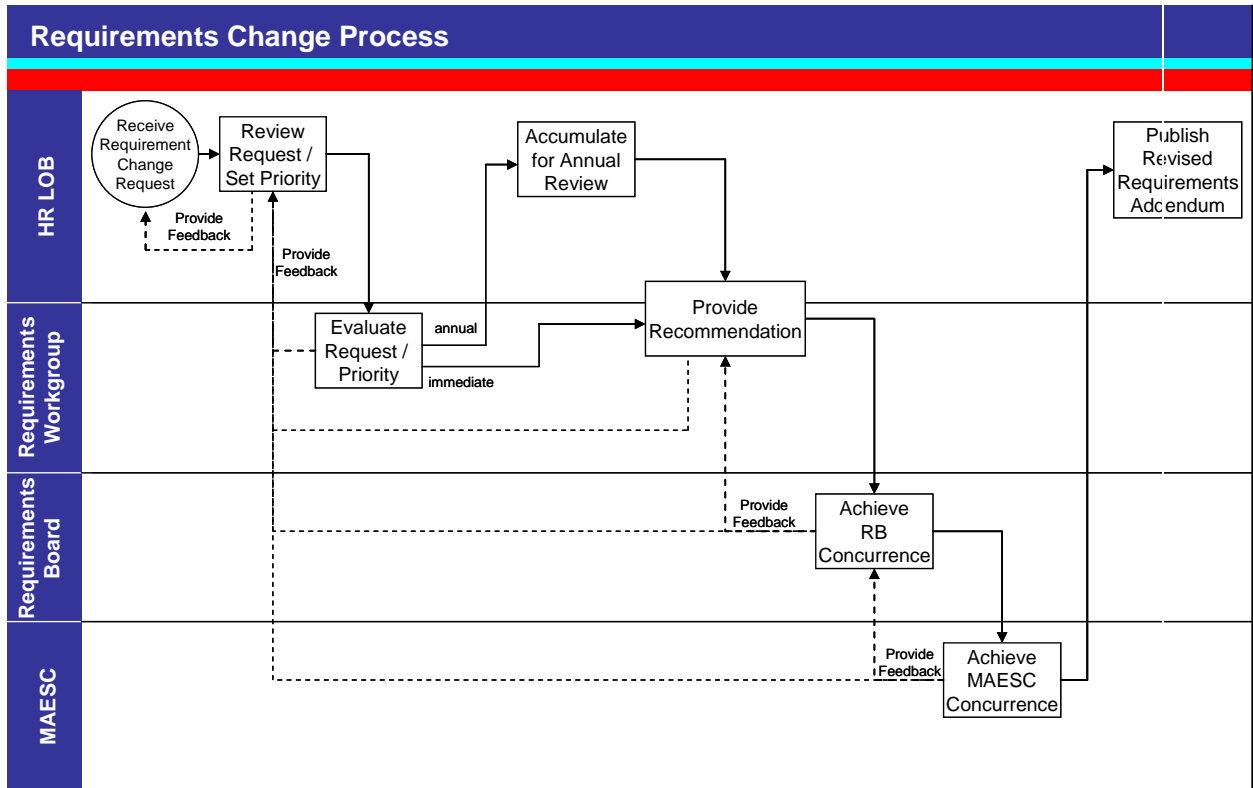 Requirements Change Process
HR LOB
Receive
Requirement
Change
Request
Review
Request /
Set Priority
Accumulate
for Annual
Review
Publish
Revised
Requirements
Addendum
Provide
Feedback
Provide
Feedback
Requirements
Workgroup
Evaluate
Request /
Priority
annual
immediate
Provide
Recommendation
Requirements
Board
Provide
Feedback
Achieve
RB
Concurrence
MAESC
Provide
Feedback
Achieve
MAESC
Concurrence